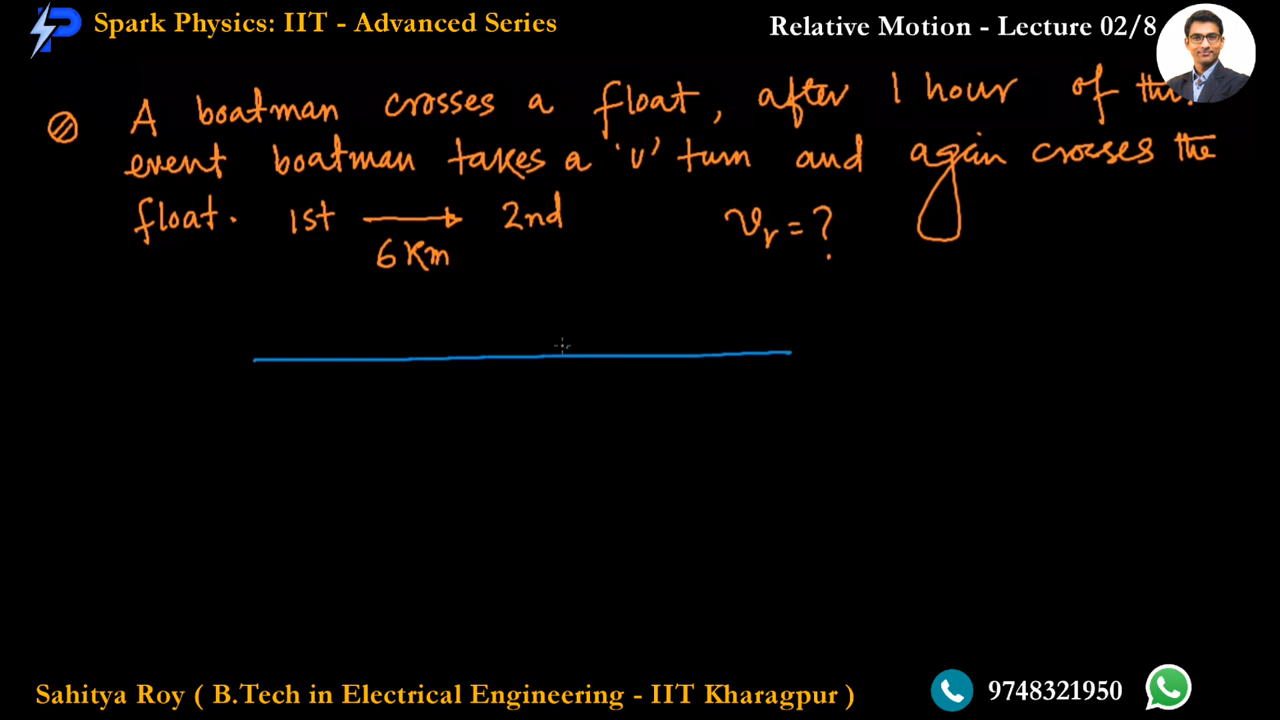 Spark Physics: IIT - Advanced Series
Relative Motion - Lecture 02/8
A boatman crosses a float, after 1 hour of
event boatman takes a 'U' turn and again crosses the
float. 1st → 2nd vr = ?
6 Km
Sahitya Roy ( B.Tech in Electrical Engineering - IIT Kharagpur )
9748321950